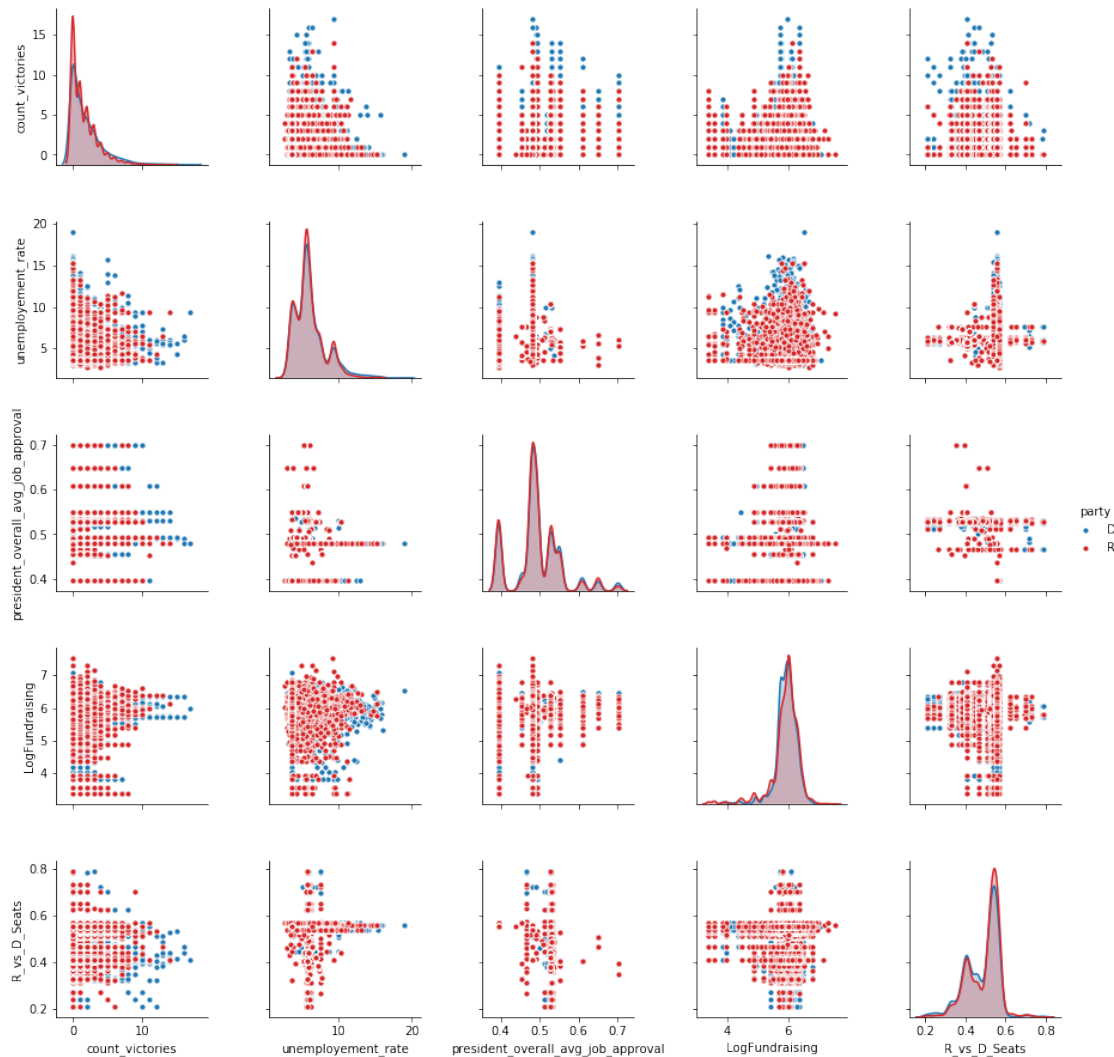 15
10
5
0
count_victories
20
15
10
5
unemployement_rate
0.7
0.6
0.5
0.4
president_overall_avg_job_approval
party
D
R
7
6
5
4
LogFundraising
0.8
0.6
0.4
0.2
R_vs_D_Seats
0 10
0 10 20
0.4 0.5 0.6 0.7
4 6
0.2 0.4 0.6 0.8
count_victories
unemployement_rate
president_overall_avg_job_approval
LogFundraising
R_vs_D_Seats